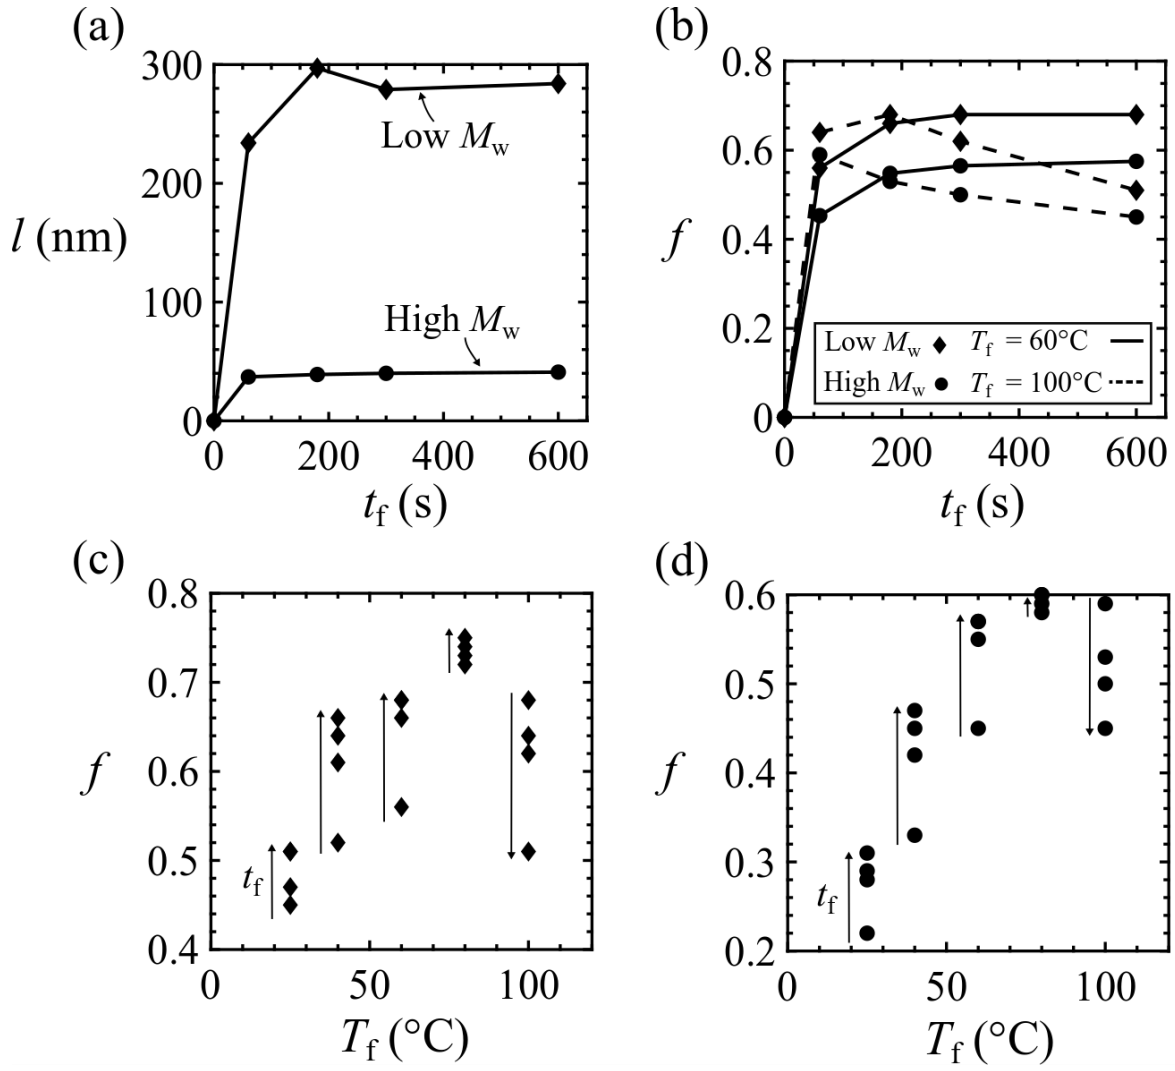 (a)
300
200
100
0
l (nm)
Low Mw
High Mw
0 200 400 600
tf (s)
(b)
0.8
0.6
0.4
0.2
0
f
Low Mw Tf = 60°C
High Mw Tf = 100°C
0 200 400 600
tf (s)
(c)
0.8
0.7
0.6
0.5
0.4
f
tf
0 50 100
Tf (°C)
(d)
0.6
0.5
0.4
0.3
0.2
f
tf
0 50 100
Tf (°C)